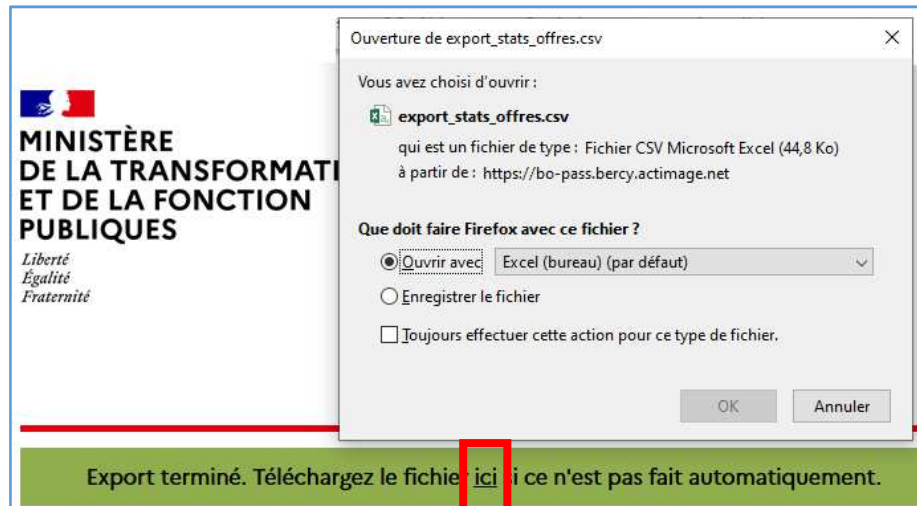 Ouverture de export_stats_offres.csv
Vous avez choisi d'ouvrir :
export_stats_offres.csv
qui est un fichier de type : Fichier CSV Microsoft Excel (44,8 Ko)
à partir de : https://bo-pass.bercy.actimage.net
Que doit faire Firefox avec ce fichier ?
Ouvrir avec Excel (bureau) (par défaut)
Enregistrer le fichier
Toujours effectuer cette action pour ce type de fichier.
OK Annuler
MINISTÈRE
DE LA TRANSFORMATI
ET DE LA FONCTION
PUBLIQUES
Liberté
Égalité
Fraternité
Export terminé. Téléchargez le fichier ici si ce n'est pas fait automatiquement.